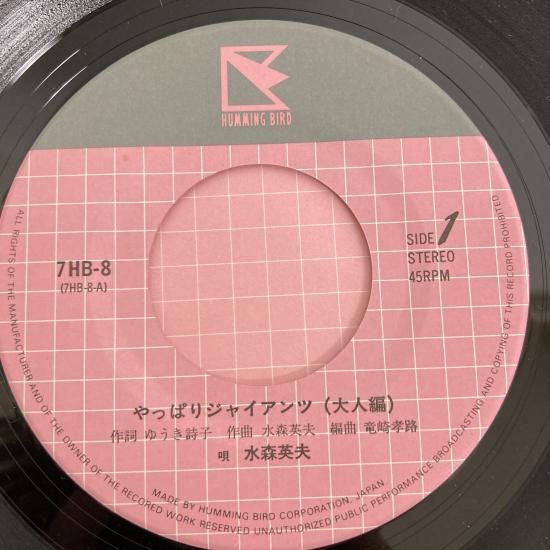 HUMMING BIRD
7HB-8
(7HB-8-A)
SIDE 1
STEREO
45RPM
やっぱりジャイアンツ (大人編)
作詞 ゆうき詩子 作曲 水森英夫 編曲 竜崎孝路
唄 水森英夫
MADE BY HUMMING BIRD CORPORATION, JAPAN
ALL RIGHTS OF THE MANUFACTURER AND OF THE OWNER OF THE RECORDED WORK RESERVED UNAUTHORIZED PUBLIC PERFORMANCE BROADCASTING AND COPYING OF THIS RECORD PROHIBITED